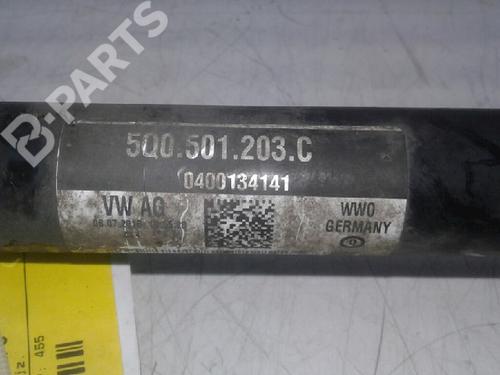 B-PARTS
5Q0.501.203.C
0400134141
VW AG
WWO
GERMANY
455